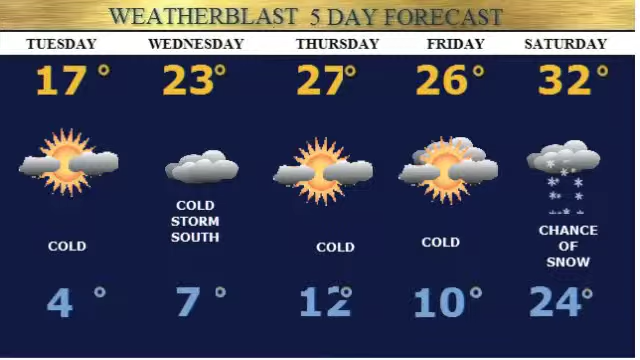 WEATHERBLAST 5 DAY FORECAST
TUESDAY WEDNESDAY THURSDAY FRIDAY SATURDAY
17° 23° 27° 26° 32°
COLD
STORM
SOUTH
COLD
COLD
COLD
CHANCE
OF
SNOW
4° 7° 12° 10° 24°